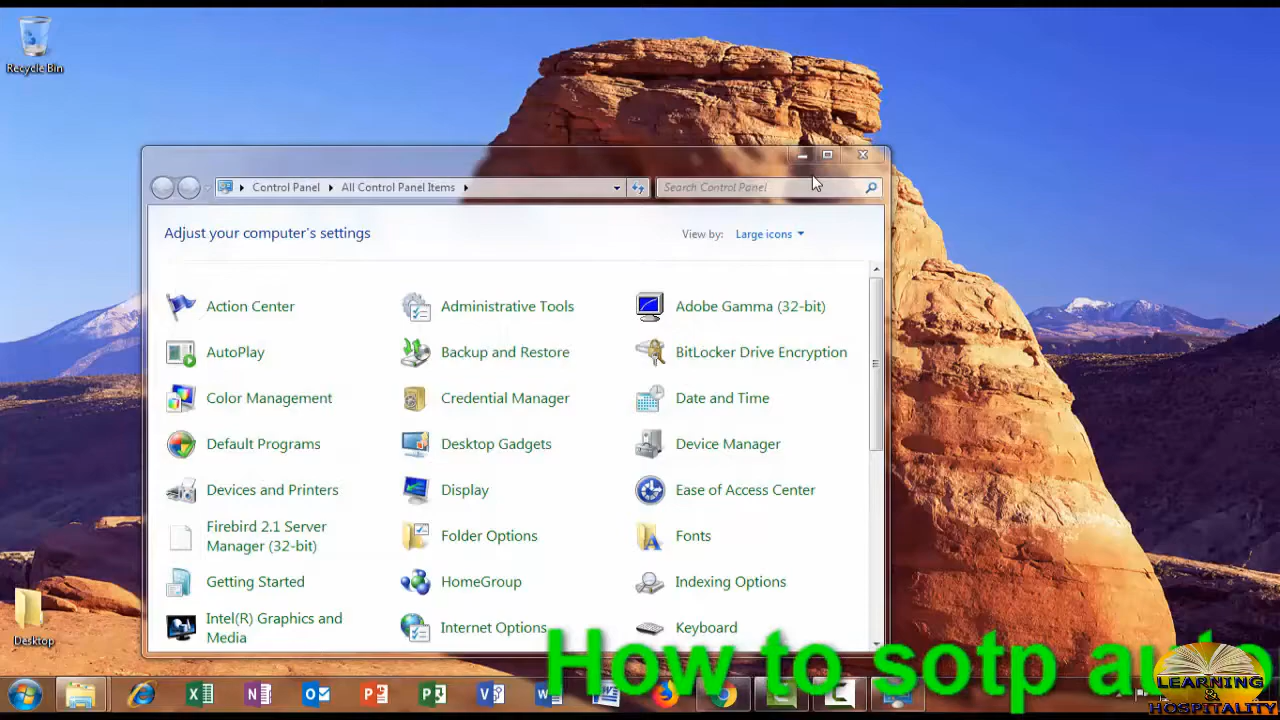 Recycle Bin
Control Panel
All Control Panel Items
Search Control Panel
Adjust your computer's settings
View by:
Large icons
Action Center
Administrative Tools
Adobe Gamma (32-bit)
AutoPlay
Backup and Restore
BitLocker Drive Encryption
Color Management
Credential Manager
Date and Time
Default Programs
Desktop Gadgets
Device Manager
Devices and Printers
Display
Ease of Access Center
Firebird 2.1 Server
Manager (32-bit)
Folder Options
Fonts
Getting Started
HomeGroup
Indexing Options
Intel(R) Graphics and
Media
Internet Options
Keyboard
Desktop
How to sotp auto
LEARNING
&
HOSPITALITY